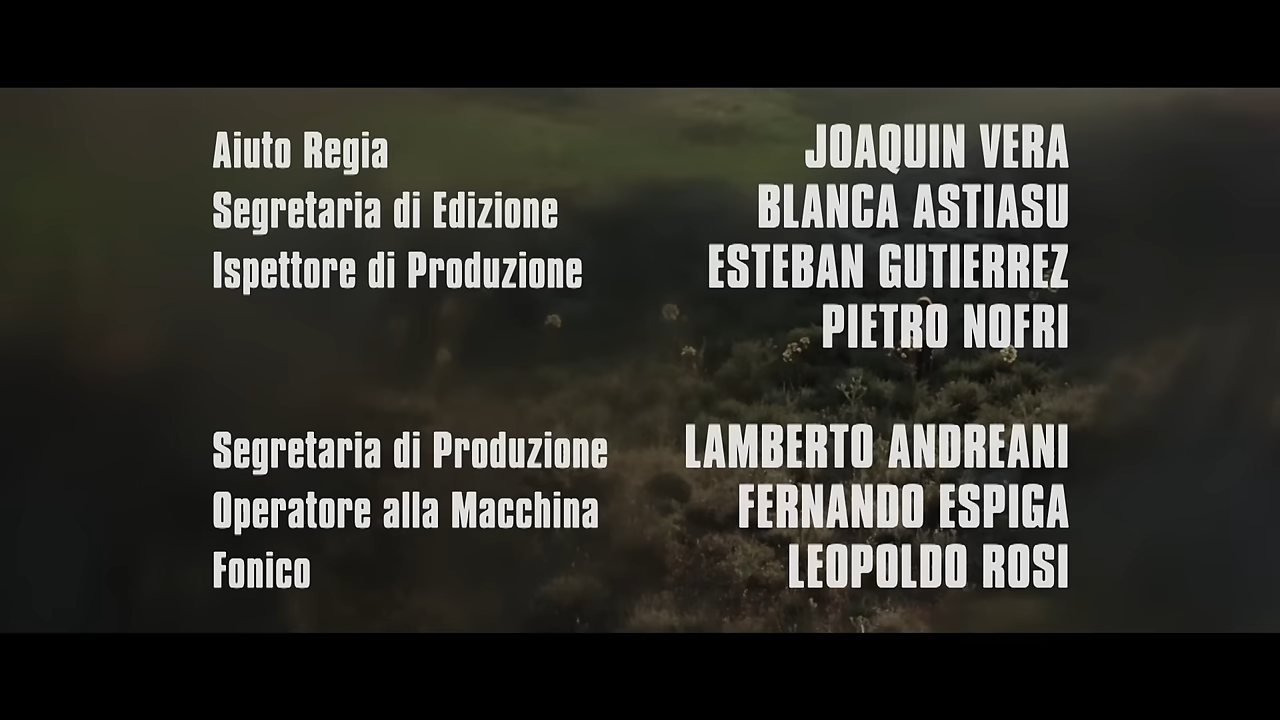 Aiuto Regia JOAQUIN VERA
Segretaria di Edizione BLANCA ASTIASU
Ispettore di Produzione ESTEBAN GUTIERREZ
PIETRO NOFRI
Segretaria di Produzione LAMBERTO ANDREANI
Operatore alla Macchina FERNANDO ESPIGA
Fonico LEOPOLDO ROSI